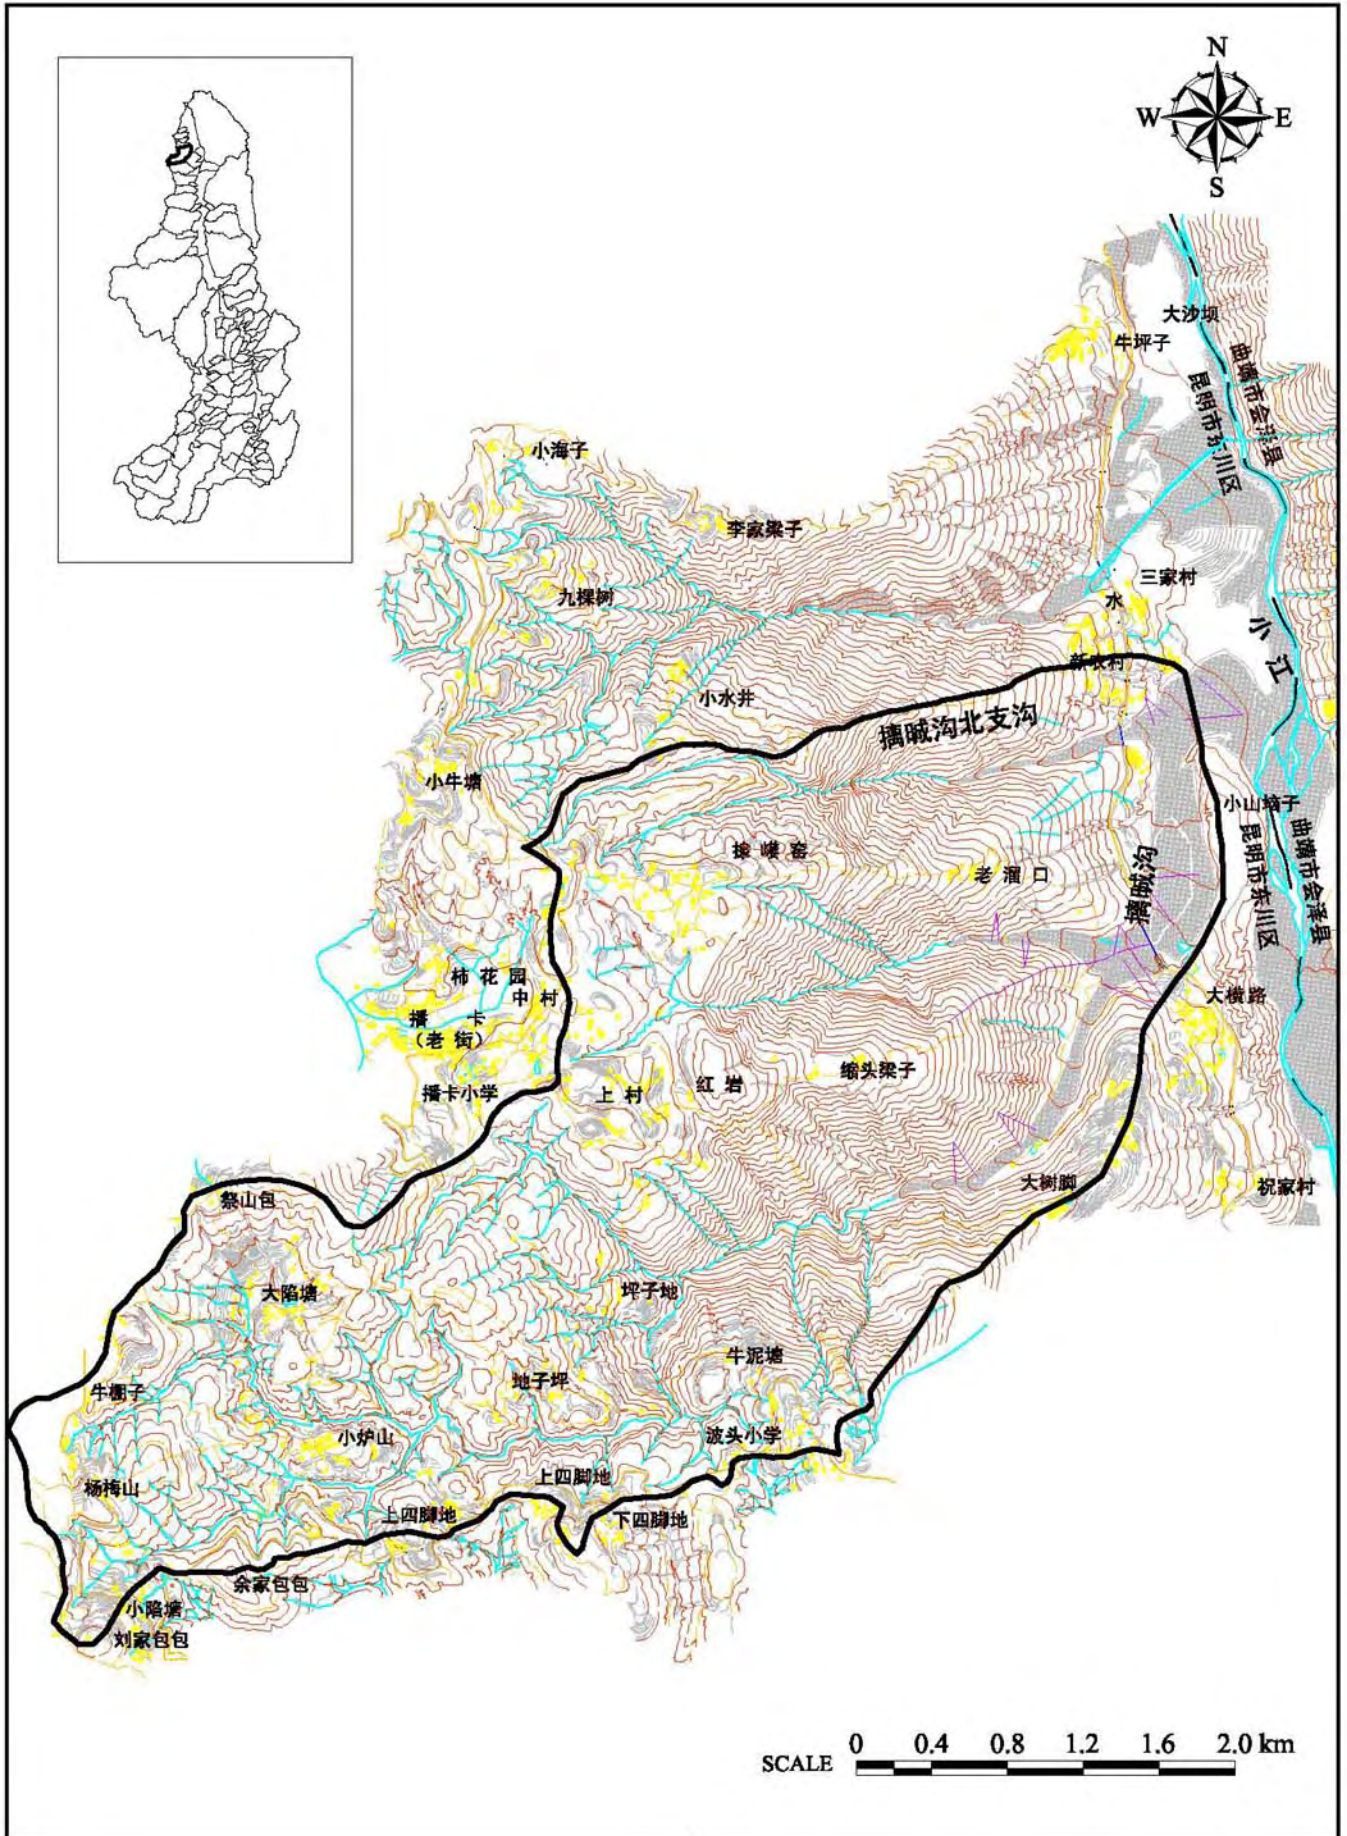 N
W
E
S
大沙坝
牛坪子
曲靖市会泽县
昆明市东川区
小海子
李家梁子
三家村
九棵树
水
小江
新农村
小水井
摛
沟北支沟
小牛塘
小山垴子
曲靖市会泽县
昆明市东川区
窑
老溜口
沟
柿花园
中村
大横路
播卡
(老街)
缩头梁子
红岩
播卡小学
上村
大树脚
祝家村
祭山包
大陷塘
坪子地
牛泥塘
地子坪
牛棚子
小炉山
波头小学
上四脚地
杨梅山
上四脚地
下四脚地
余家包包
小陷塘
刘家包包
0 0.4 0.8 1.2 1.6 2.0 km
SCALE